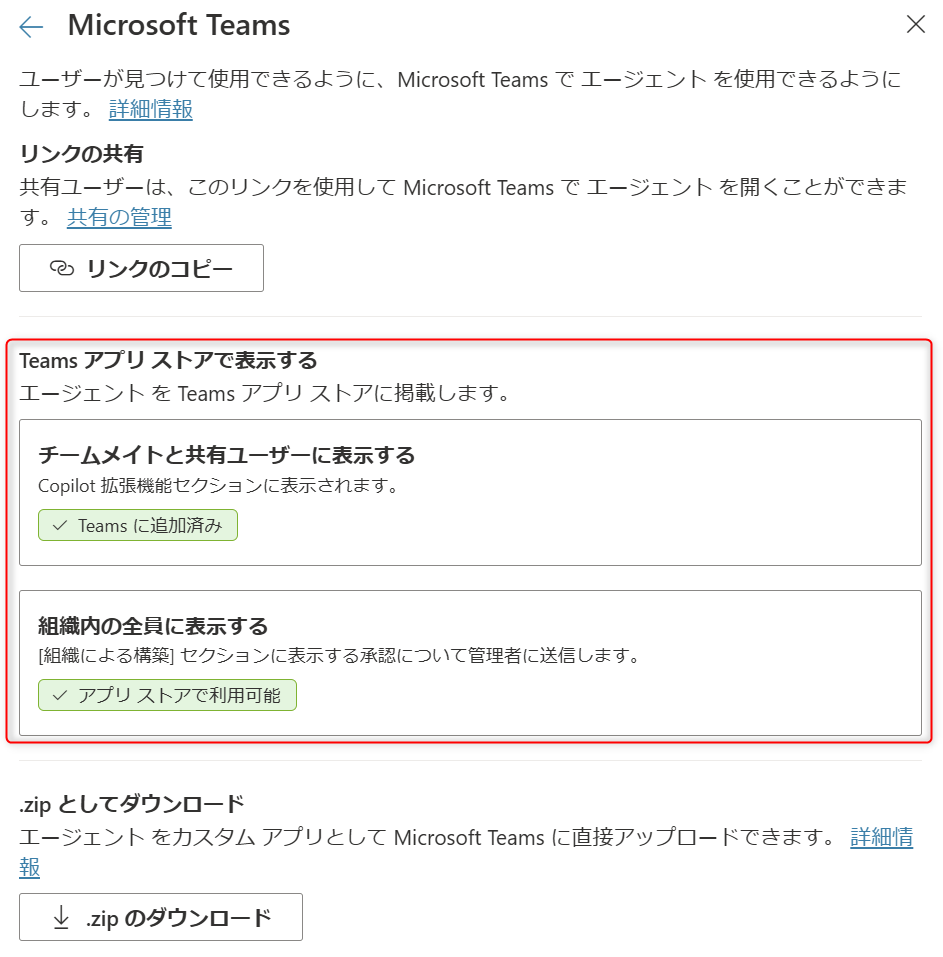 Microsoft Teams
ユーザーが見つけて使用できるように、Microsoft Teams で エージェント を使用できるように
します。 詳細情報
リンクの共有
共有ユーザーは、このリンクを使用して Microsoft Teams で エージェント を開くことができま
す。 共有の管理
リンクのコピー
Teams アプリ ストアで表示する
エージェント を Teams アプリ ストアに掲載します。
チームメイトと共有ユーザーに表示する
Copilot 拡張機能セクションに表示されます。
Teams に追加済み
組織内の全員に表示する
[組織による構築] セクションに表示する承認について管理者に送信します。
アプリ ストアで利用可能
.zip としてダウンロード
エージェント をカスタム アプリとして Microsoft Teams に直接アップロードできます。 詳細情
報
.zip のダウンロード